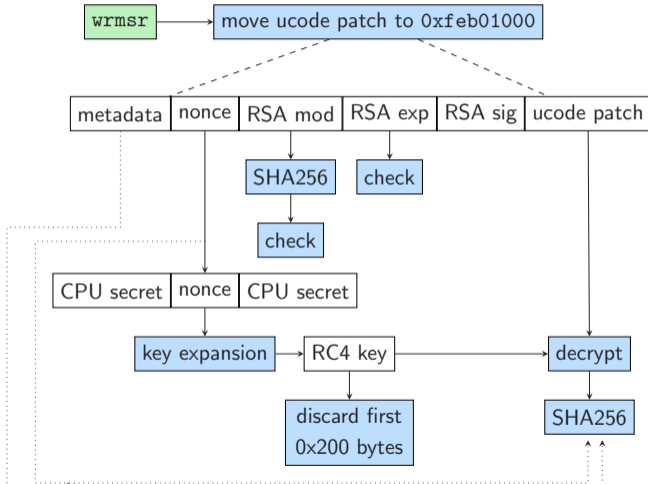 wrmsr
move ucode patch to 0xfeb01000
metadata
nonce
RSA mod
RSA exp
RSA sig
ucode patch
SHA256
check
check
CPU secret
nonce
CPU secret
key expansion
RC4 key
decrypt
discard first
0x200 bytes
SHA256